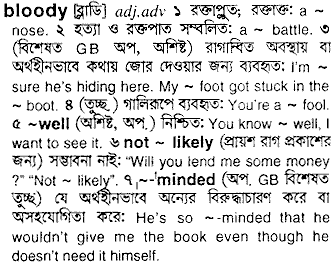 bloody [ব্লাডি] adj.adv ১ রক্তাপ্লুত; রক্তাক্ত: a ~
nose. ২ হত্যা ও রক্তপাত সম্বলিত: a ~ battle. ৩
(বিশেষত GB অপ, অশিষ্ট) রাগান্বিত অবস্থায় বা
অর্থহীনভাবে কথায় জোর দেওয়ার জন্য ব্যবহৃত: I'm ~
sure he's hiding here. My ~ foot got stuck in the
~ boot. ৪ (তুচ্ছ.) গালিরূপে ব্যবহৃত: You're a ~ fool.
৫ ~well (অশিষ্ট, অপ.) নিশ্চিত: You know ~ well, I
want to see it. ৬ not ~ likely (প্রায়শ রাগ প্রকাশের
জন্য) সম্ভাবনা নাই: "Will you lend me some money
?" "Not ~ likely". ৭ ~-minded (অপ. GB বিশেষত
তুচ্ছ) যে অর্থহীনভাবে অন্যের বিরুদ্ধাচারণ করে বা
অসহযোগিতা করে: He's so ~-minded that he
wouldn't give me the book even though he
doesn't need it himself.